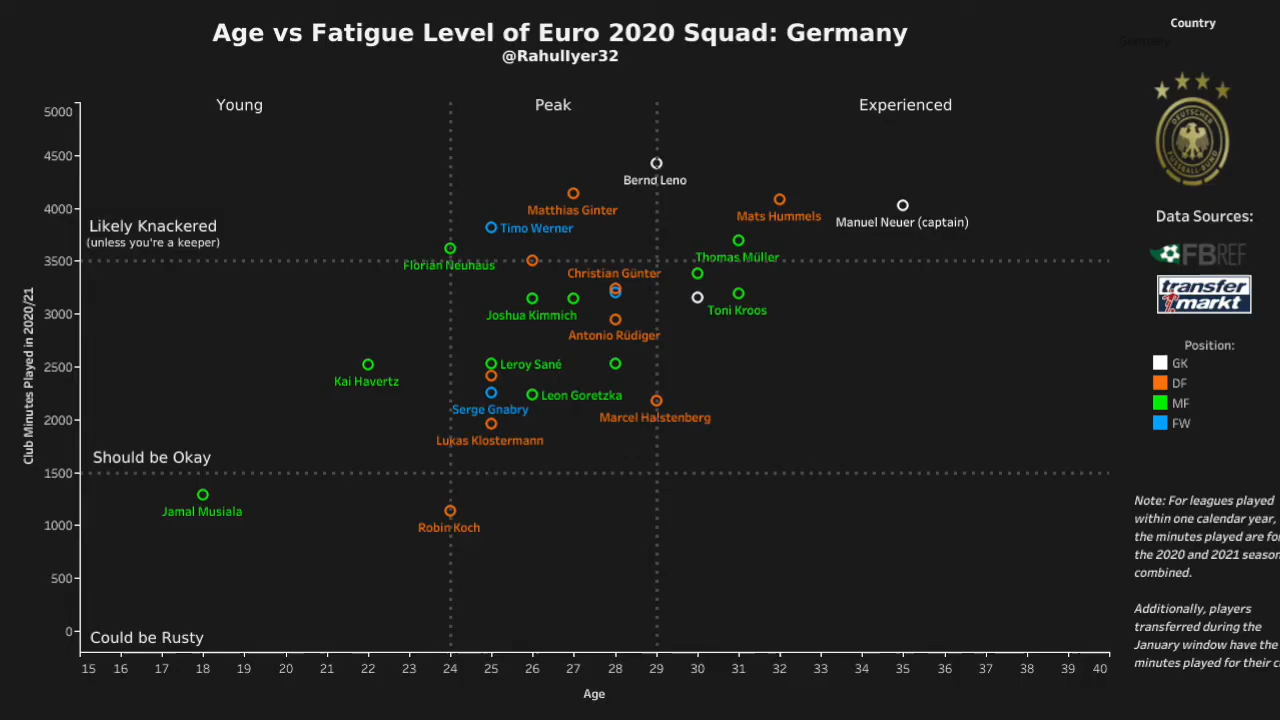 Age vs Fatigue Level of Euro 2020 Squad: Germany
@RahulIyer32
Country
Germany
Young
Peak
Experienced
DEUTSCHER
FUSSBALL-BUND
Data Sources:
FBREF
transfer
markt
Position:
GK
DF
MF
FW
Club Minutes Played in 2020/21
5000
4500
4000
3500
3000
2500
2000
1500
1000
500
0
Likely Knackered
(unless you're a keeper)
Should be Okay
Could be Rusty
Bernd Leno
Matthias Ginter
Mats Hummels
Manuel Neuer (captain)
Timo Werner
Florian Neuhaus
Thomas Müller
Christian Günter
Joshua Kimmich
Toni Kroos
Antonio Rüdiger
Leroy Sané
Kai Havertz
Leon Goretzka
Serge Gnabry
Marcel Halstenberg
Lukas Klostermann
Jamal Musiala
Robin Koch
15 16 17 18 19 20 21 22 23 24 25 26 27 28 29 30 31 32 33 34 35 36 37 38 39 40
Age
Note: For leagues played
within one calendar year,
the minutes played are for
the 2020 and 2021 season
combined.
Additionally, players
transferred during the
January window have the
minutes played for their